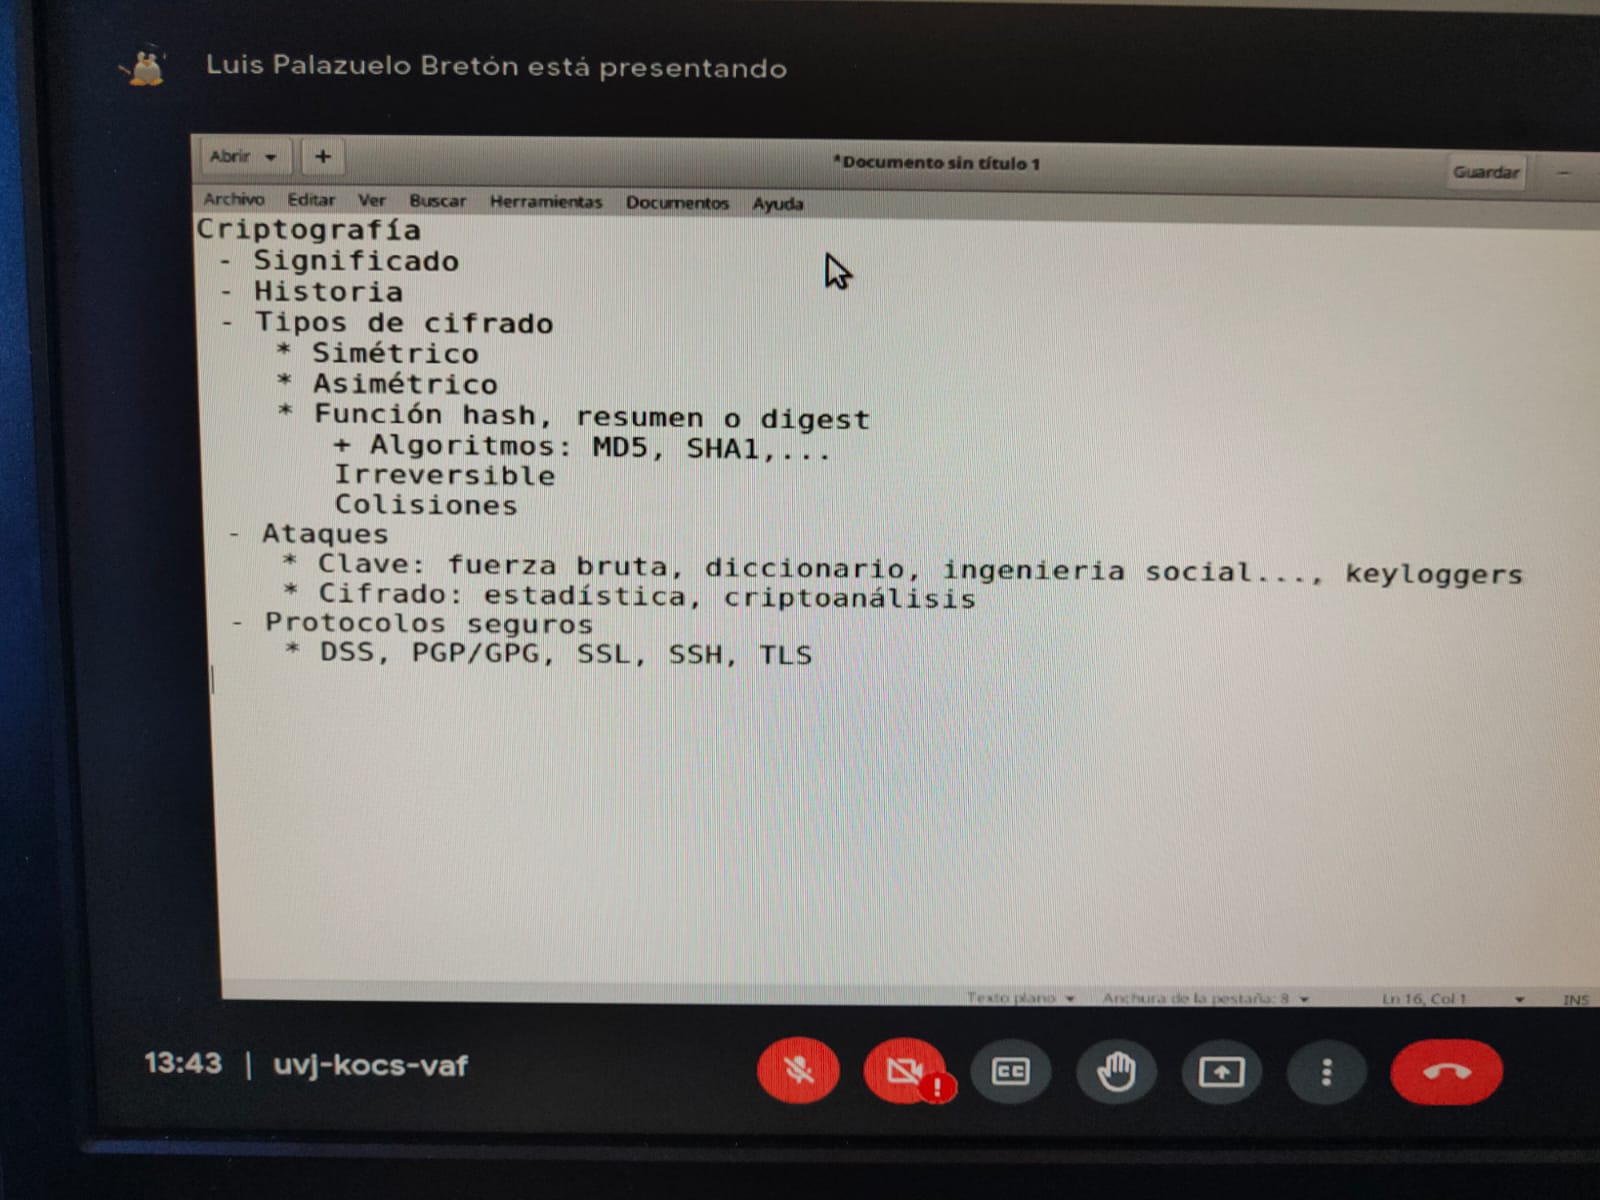 Luis Palazuelo Bretón está presentando
Abrir
*Documento sin título 1
Guardar
Archivo Editar Ver Buscar Herramientas Documentos Ayuda
Criptografía
- Significado
- Historia
- Tipos de cifrado
* Simétrico
* Asimétrico
* Función hash, resumen o digest
+ Algoritmos: MD5, SHA1,...
Irreversible
Colisiones
- Ataques
* Clave: fuerza bruta, diccionario, ingenieria social..., keyloggers
* Cifrado: estadística, criptoanálisis
- Protocolos seguros
* DSS, PGP/GPG, SSL, SSH, TLS
Texto plano Anchura de la pestaña: 8 Ln 16, Col 1 INS
13:43 | uvj-kocs-vaf